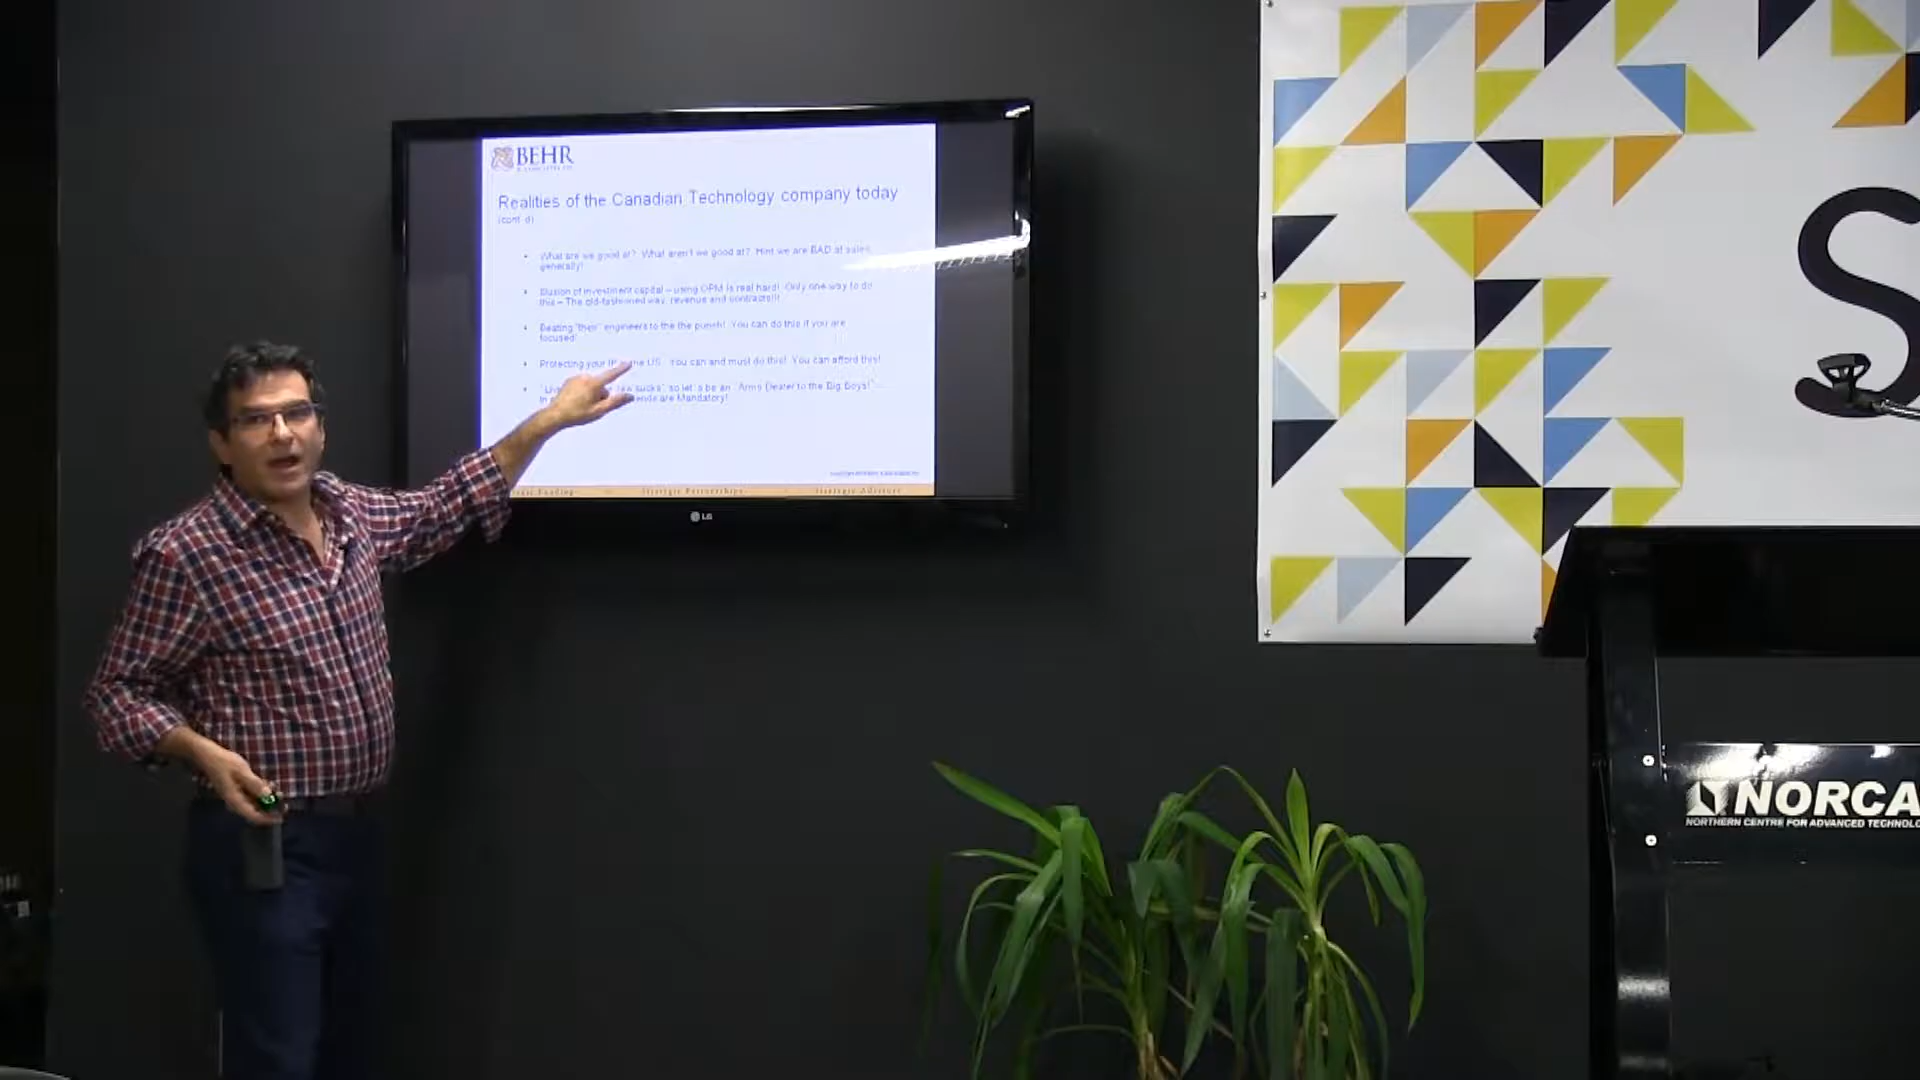 BEHR
Realities of the Canadian Technology company today
(cont'd)
What are we good at? What aren't we good at? Hint we are BAD at sales
generally!
Illusion of investment capital – using OPM is real hard! Only one way to do
this – The old-fashioned way, revenue and contracts!!!
Beating "their" engineers to the the punch! You can do this if you are
focused!
Protecting your IP the US. You can and must do this! You can afford this!
sucks", so let's be an "Arms Dealer to the Big Boys!"...
are Mandatory!
Funding
Strategic Partnerships
Strategic Advisors
LG
S
NORCA
NORTHERN CENTRE FOR ADVANCED TECHNOLO